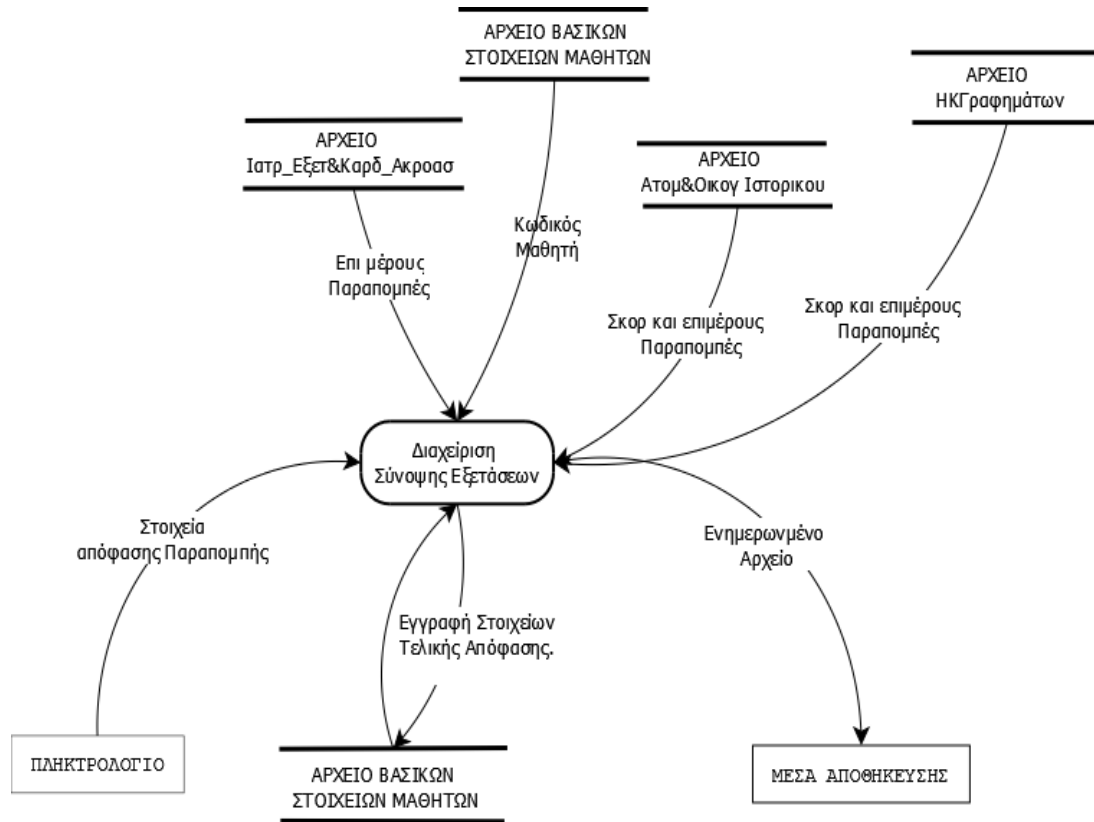 ΑΡΧΕΙΟ ΒΑΣΙΚΩΝ
ΣΤΟΙΧΕΙΩΝ ΜΑΘΗΤΩΝ
ΑΡΧΕΙΟ
ΗΚΓραφημάτων
ΑΡΧΕΙΟ
Ιατρ_Εξετ&Καρδ_Ακροασ
ΑΡΧΕΙΟ
Ατομ&Οικογ Ιστορικου
Κωδικός
Μαθητή
Επι μέρους
Παραπομπές
Σκορ και επιμέρους
Παραπομπές
Σκορ και επιμέρους
Παραπομπές
Διαχείριση
Σύνοψης Εξετάσεων
Στοιχεία
απόφασης Παραπομπής
Ενημερωνμένο
Αρχείο
Εγγραφή Στοιχείων
Τελικής Απόφασης.
ΠΛΗΚΤΡΟΛΟΓΙΟ
ΑΡΧΕΙΟ ΒΑΣΙΚΩΝ
ΣΤΟΙΧΕΙΩΝ ΜΑΘΗΤΩΝ
ΜΕΣΑ ΑΠΟΘΗΚΕΥΣΗΣ